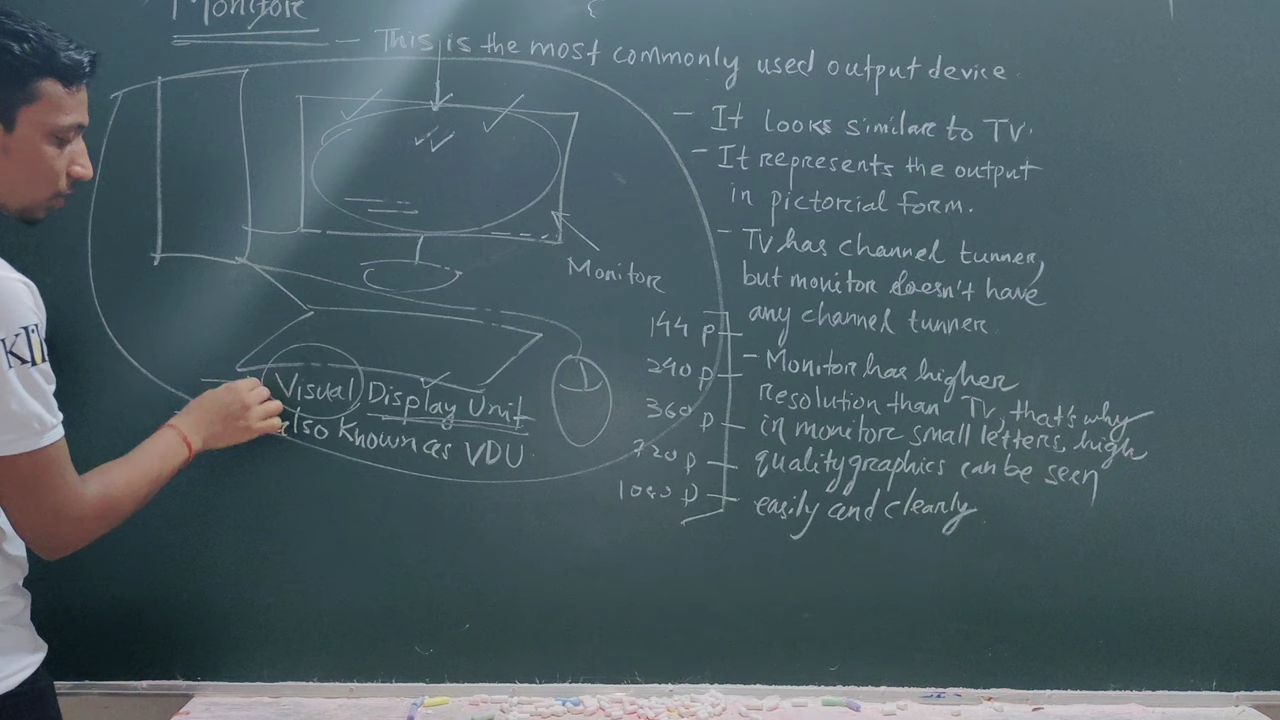 Monitor
- This is the most commonly used output device.
- It looks similar to TV.
- It represents the output
in pictorial form.
- TV has channel tunner,
but monitor doesn't have
any channel tunner.
- Monitor has higher
resolution than TV, that's why
in monitor small letters, high
quality graphics can be seen
easily and clearly
Monitor
144 p
240 p
360 p
720 p
1080 p
Visual Display Unit
also known as VDU